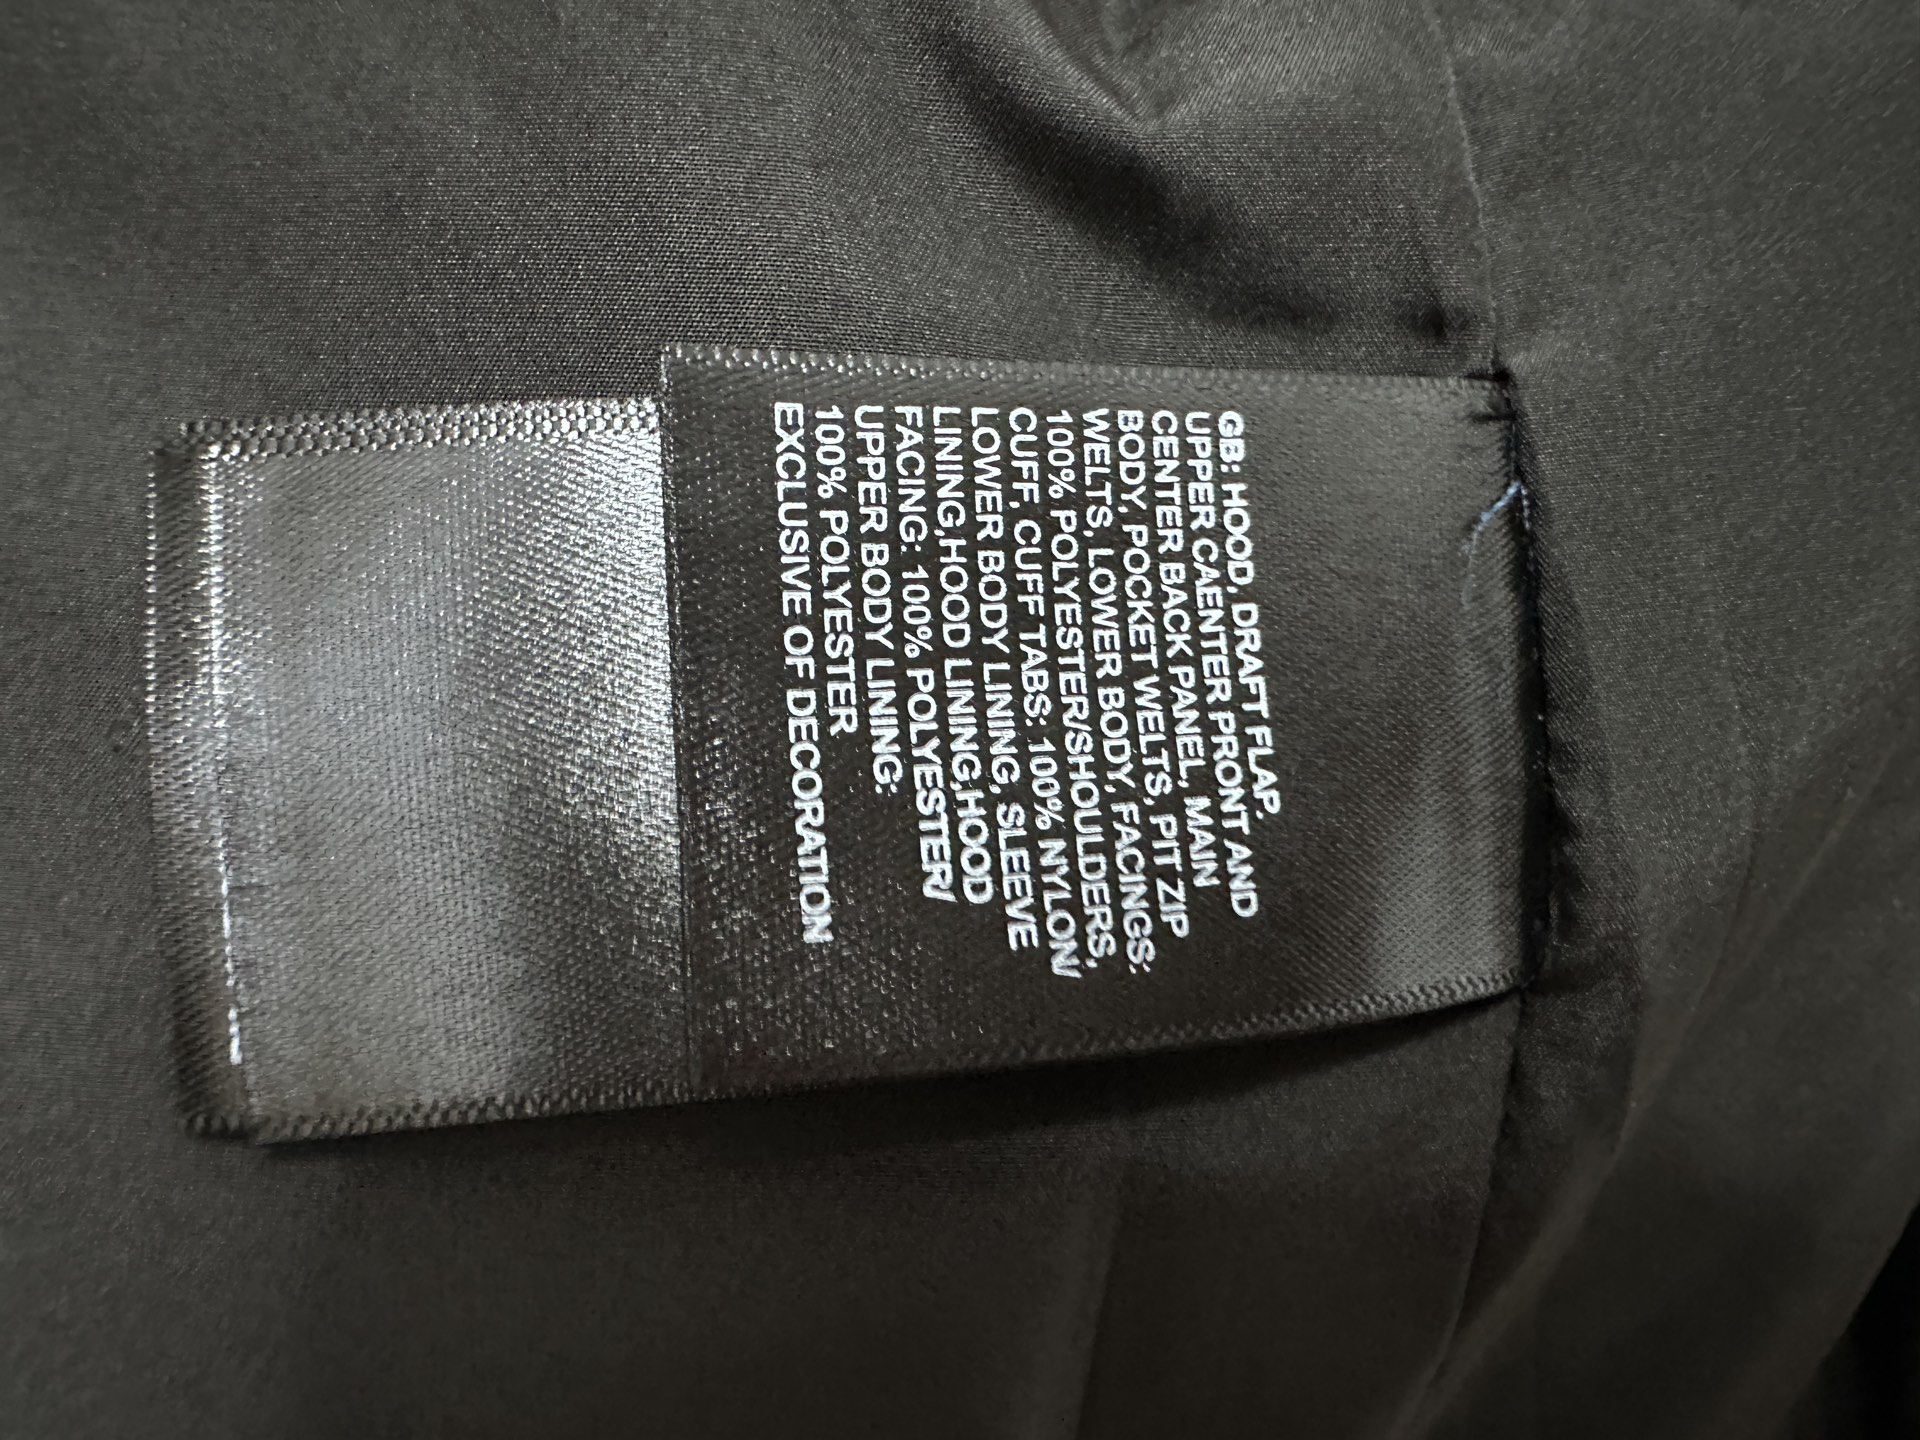 GB: HOOD, DRAFT FLAP.
UPPER CAENTER PRONT AND
CENTER BACK PANEL, MAIN
BODY, POCKET WELTS, PIT ZIP
WELTS, LOWER BODY, FACINGS:
100% POLYESTER/SHOULDERS,
CUFF, CUFF TABS: 100% NYLON/
LOWER BODY LINING, SLEEVE
LINING,HOOD LINING,HOOD
FACING: 100% POLYESTER/
UPPER BODY LINING:
100% POLYESTER
EXCLUSIVE OF DECORATION